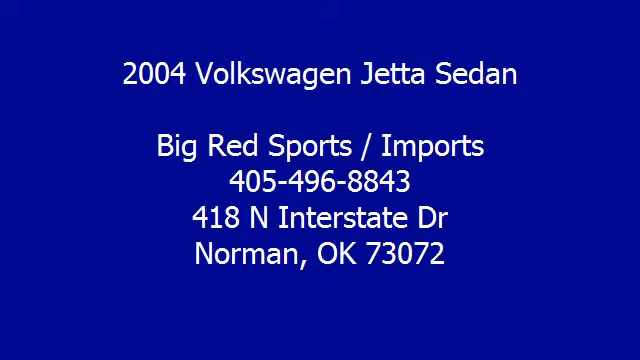 2004 Volkswagen Jetta Sedan
Big Red Sports / Imports
405-496-8843
418 N Interstate Dr
Norman, OK 73072